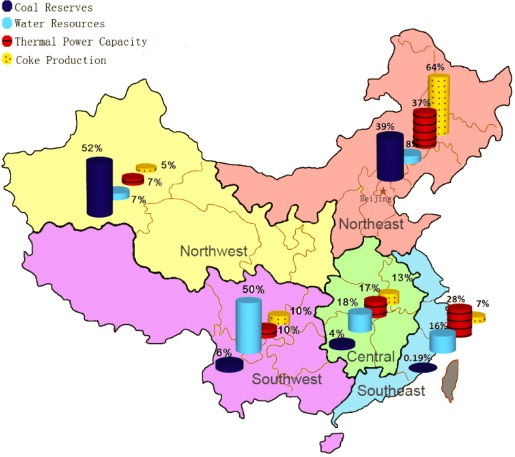 Coal Reserves
Water Resources
Thermal Power Capacity
Coke Production
64%
37%
39%
8%
Beijing
Northeast
52%
5%
7%
7%
Northwest
50%
10%
10%
6%
Southwest
13%
17%
18%
4%
Central
28%
7%
16%
0.19%
Southeast